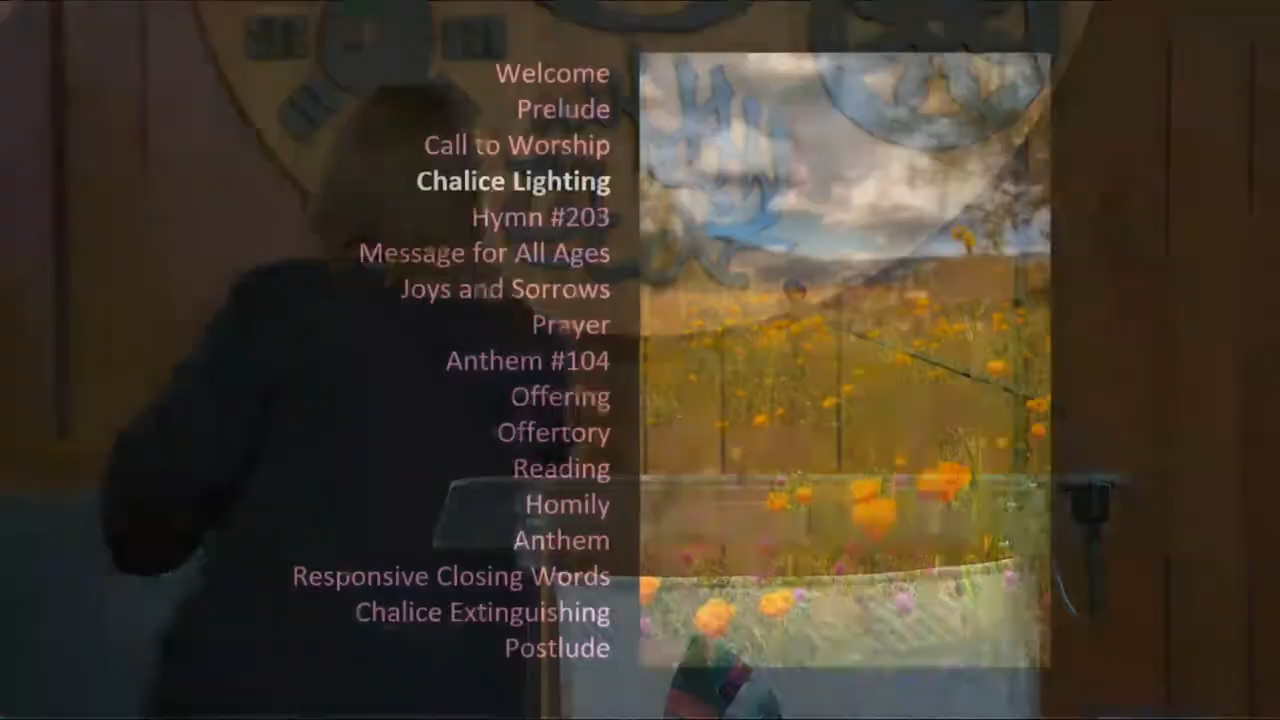 Welcome
Prelude
Call to Worship
Chalice Lighting
Hymn #203
Message for All Ages
Joys and Sorrows
Prayer
Anthem #104
Offering
Offertory
Reading
Homily
Anthem
Responsive Closing Words
Chalice Extinguishing
Postlude